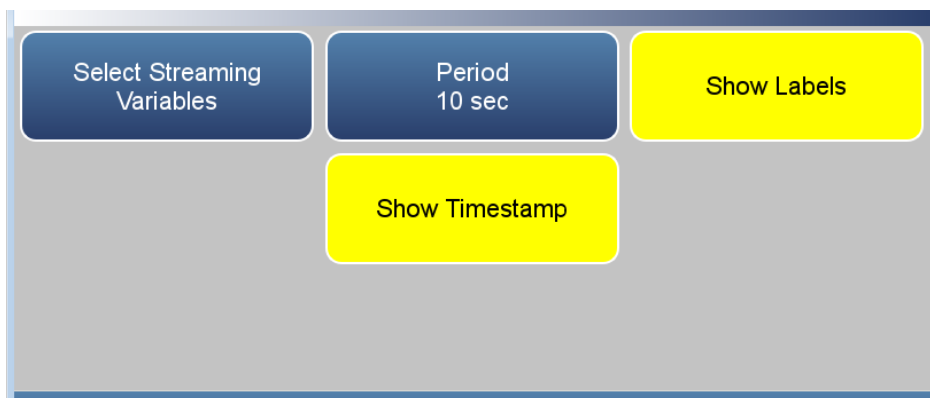 Select Streaming
Variables
Period
10 sec
Show Labels
Show Timestamp